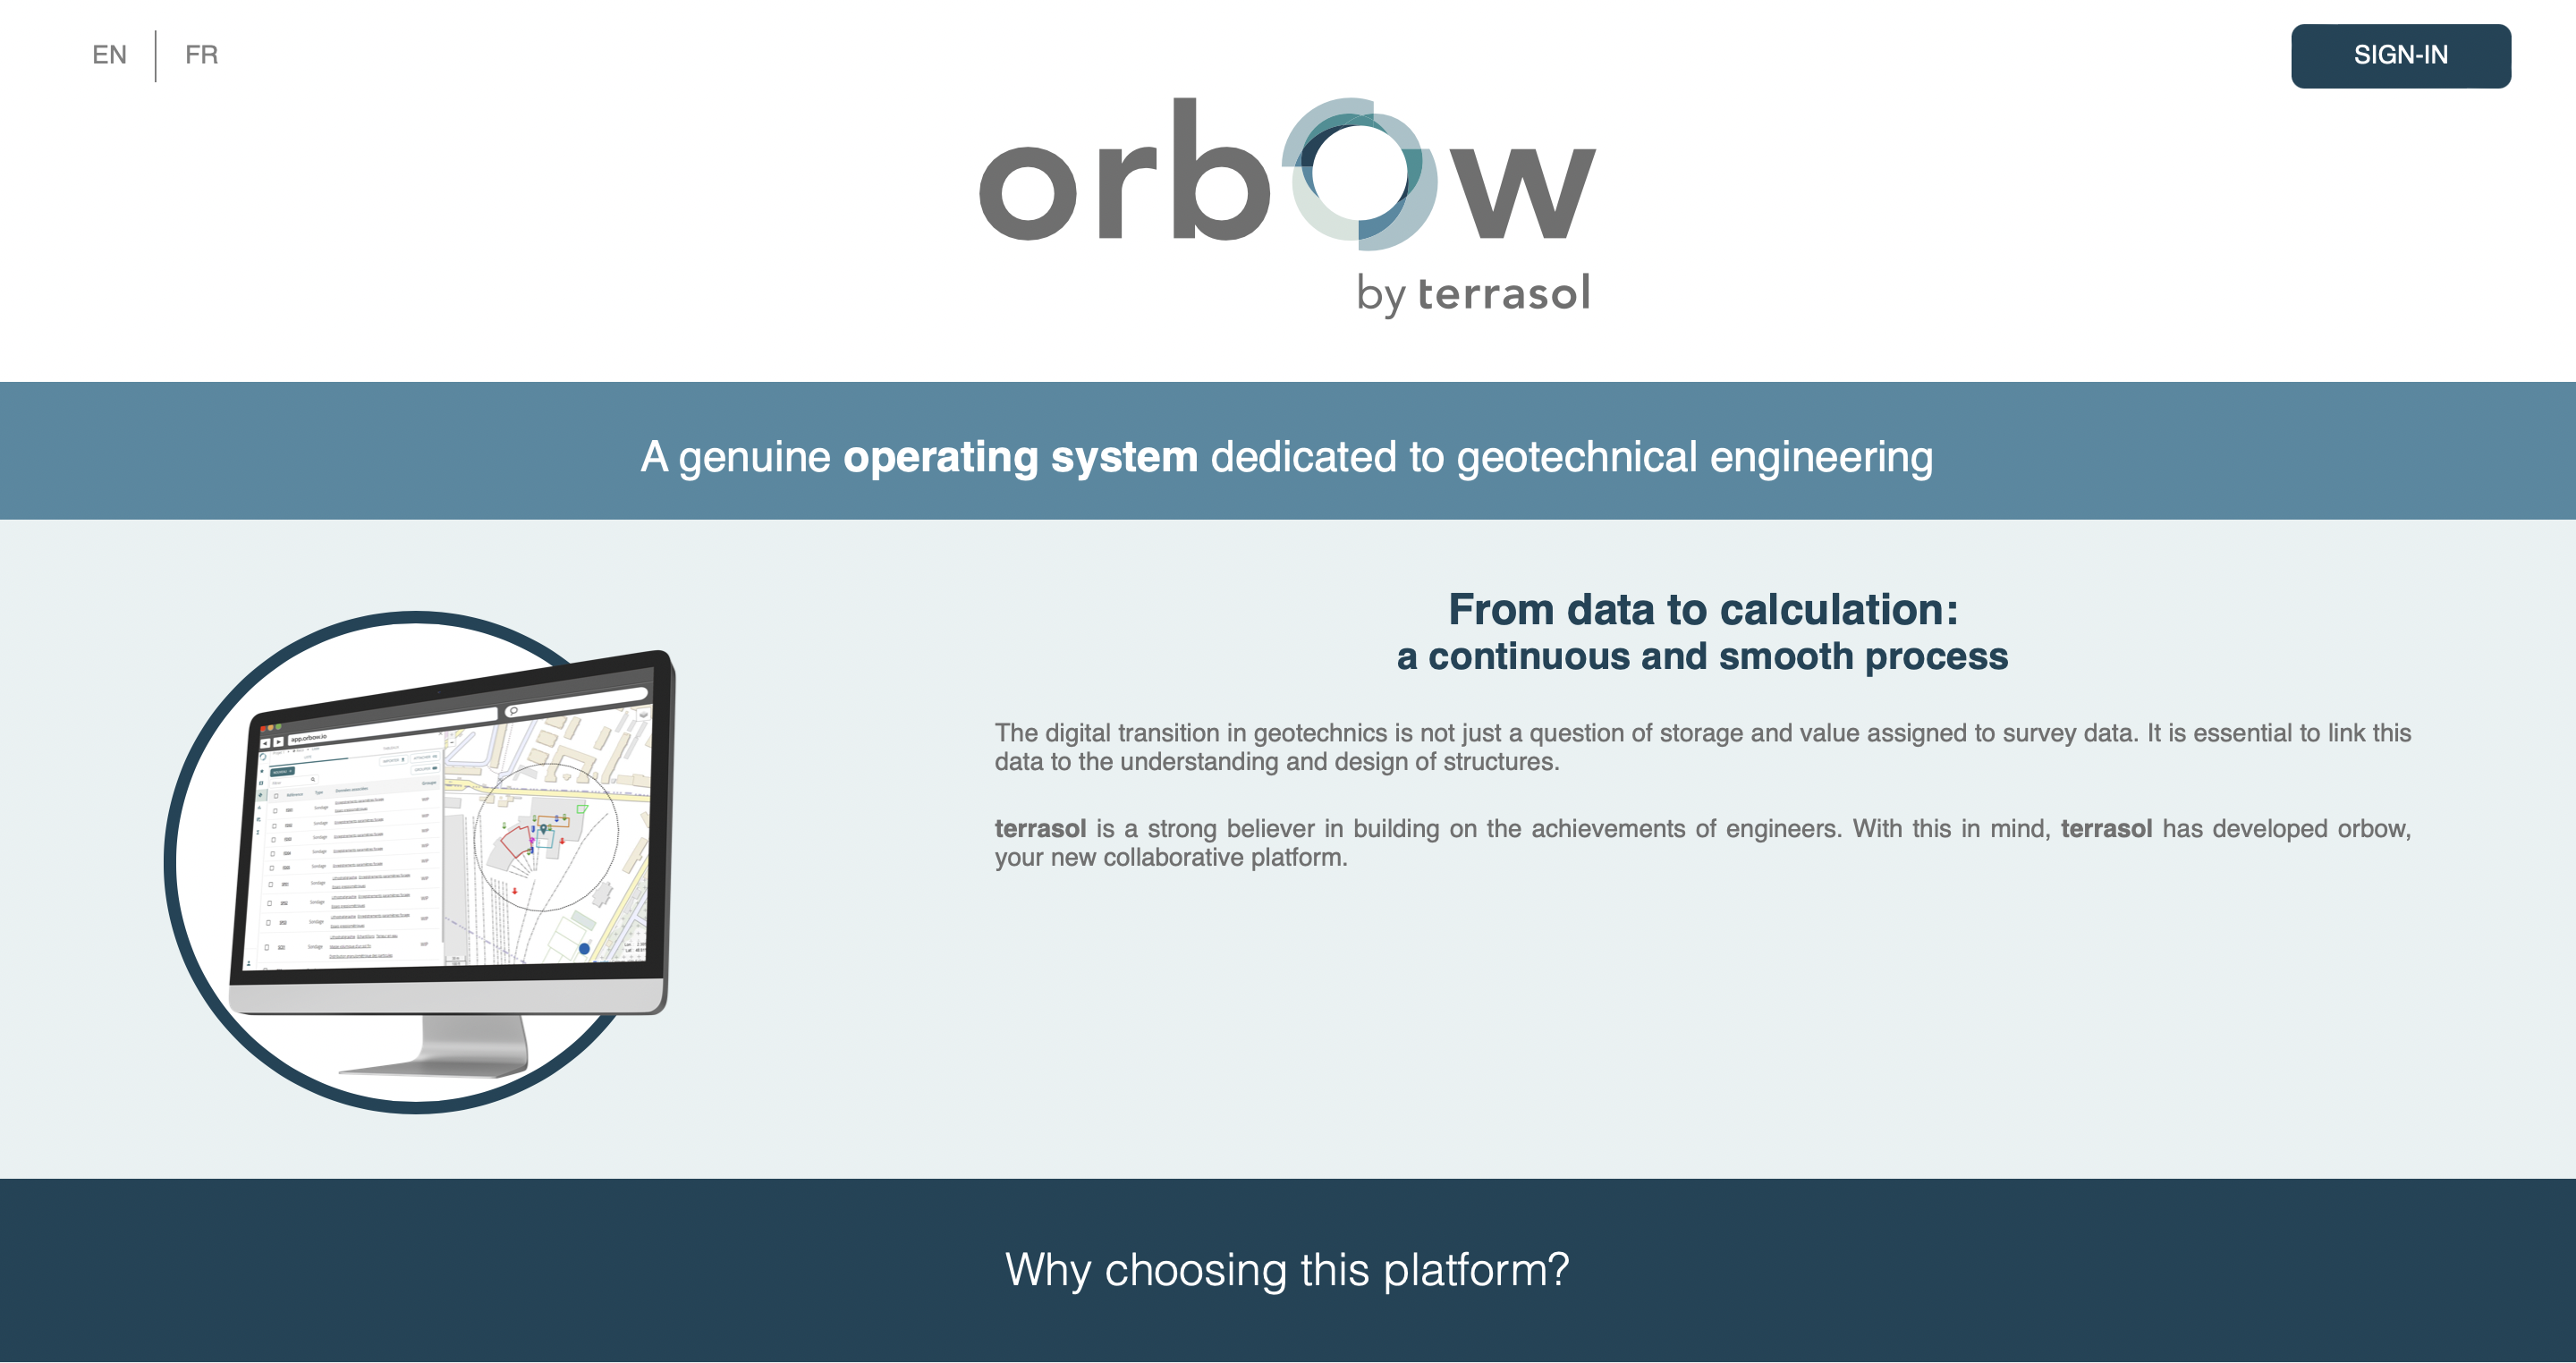 EN
FR
SIGN-IN
orbow
by terrasol
A genuine operating system dedicated to geotechnical engineering
From data to calculation:
a continuous and smooth process
The digital transition in geotechnics is not just a question of storage and value assigned to survey data. It is essential to link this
data to the understanding and design of structures.
terrasol is a strong believer in building on the achievements of engineers. With this in mind, terrasol has developed orbow,
your new collaborative platform.
app.orbow.io
Why choosing this platform?